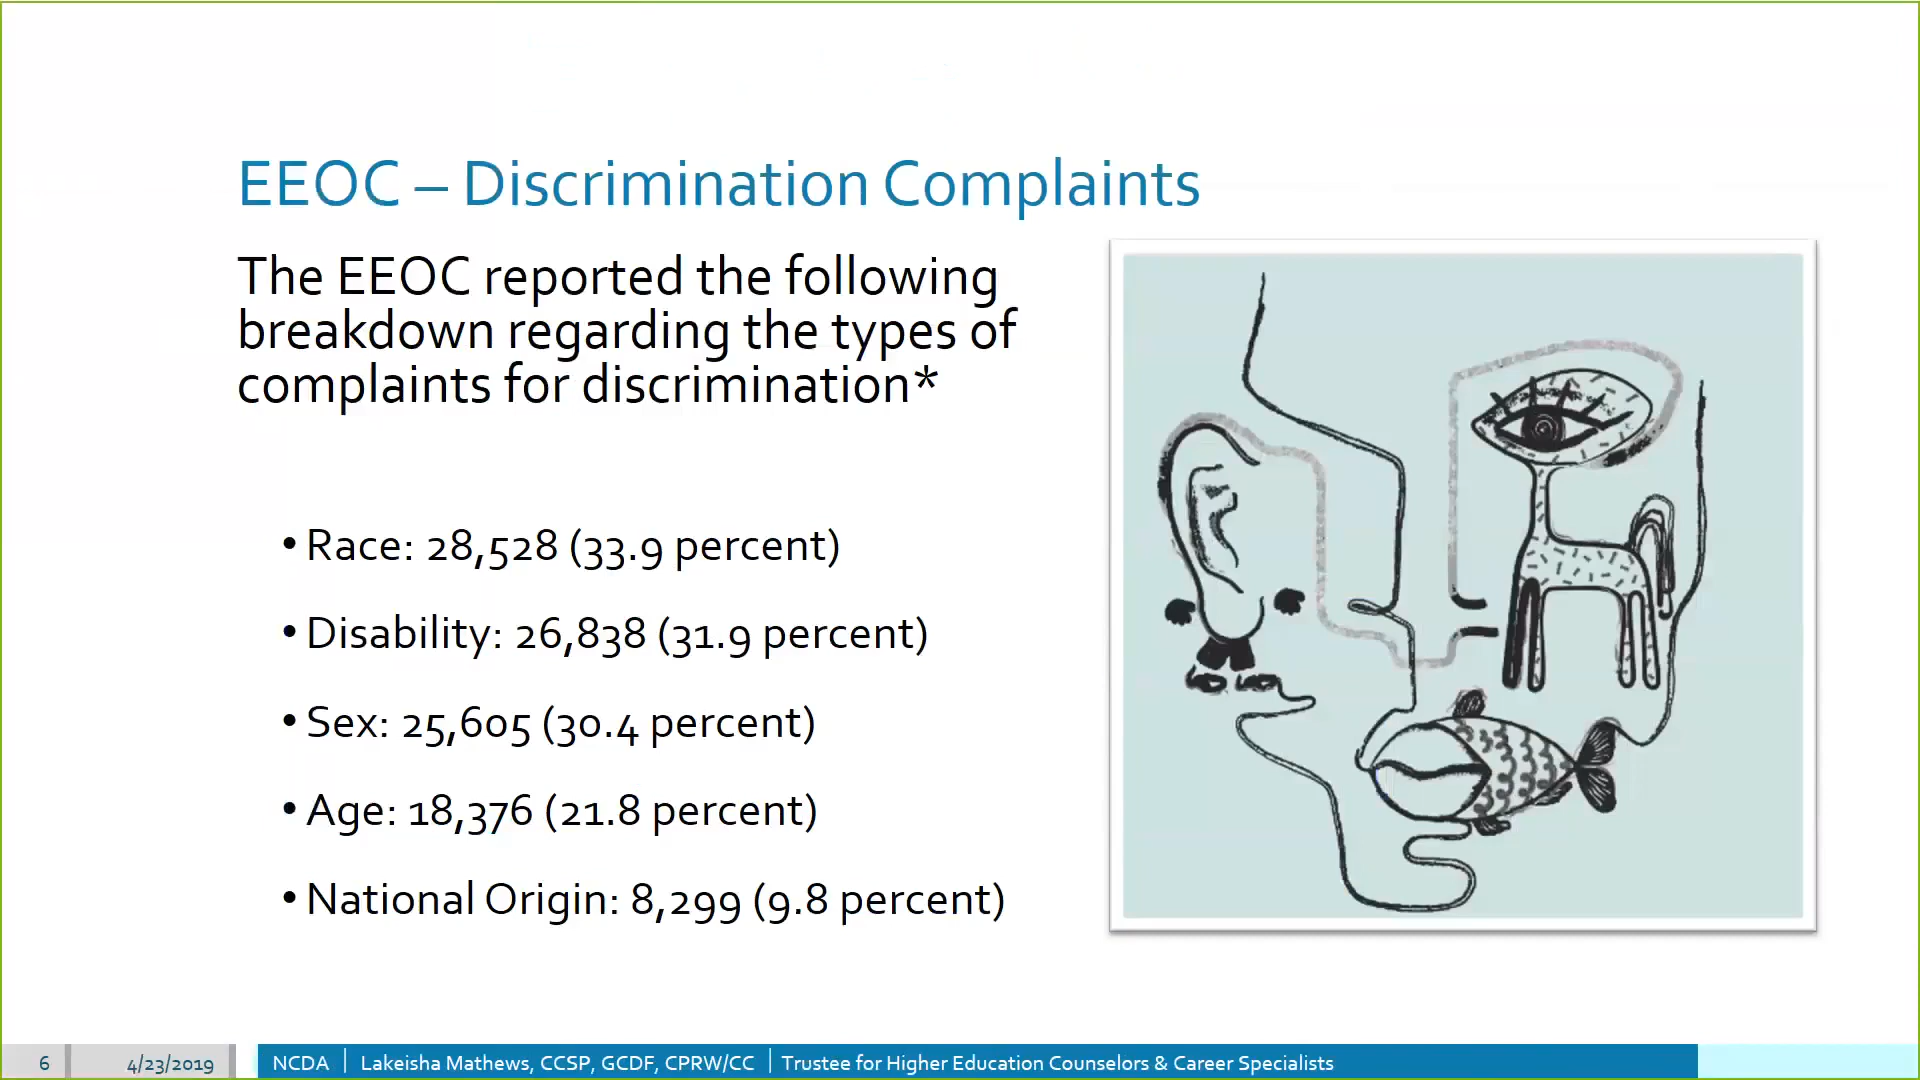 EEOC – Discrimination Complaints
The EEOC reported the following
breakdown regarding the types of
complaints for discrimination*
• Race: 28,528 (33.9 percent)
• Disability: 26,838 (31.9 percent)
• Sex: 25,605 (30.4 percent)
• Age: 18,376 (21.8 percent)
• National Origin: 8,299 (9.8 percent)
6 4/23/2019 NCDA | Lakeisha Mathews, CCSP, GCDF, CPRW/CC | Trustee for Higher Education Counselors & Career Specialists